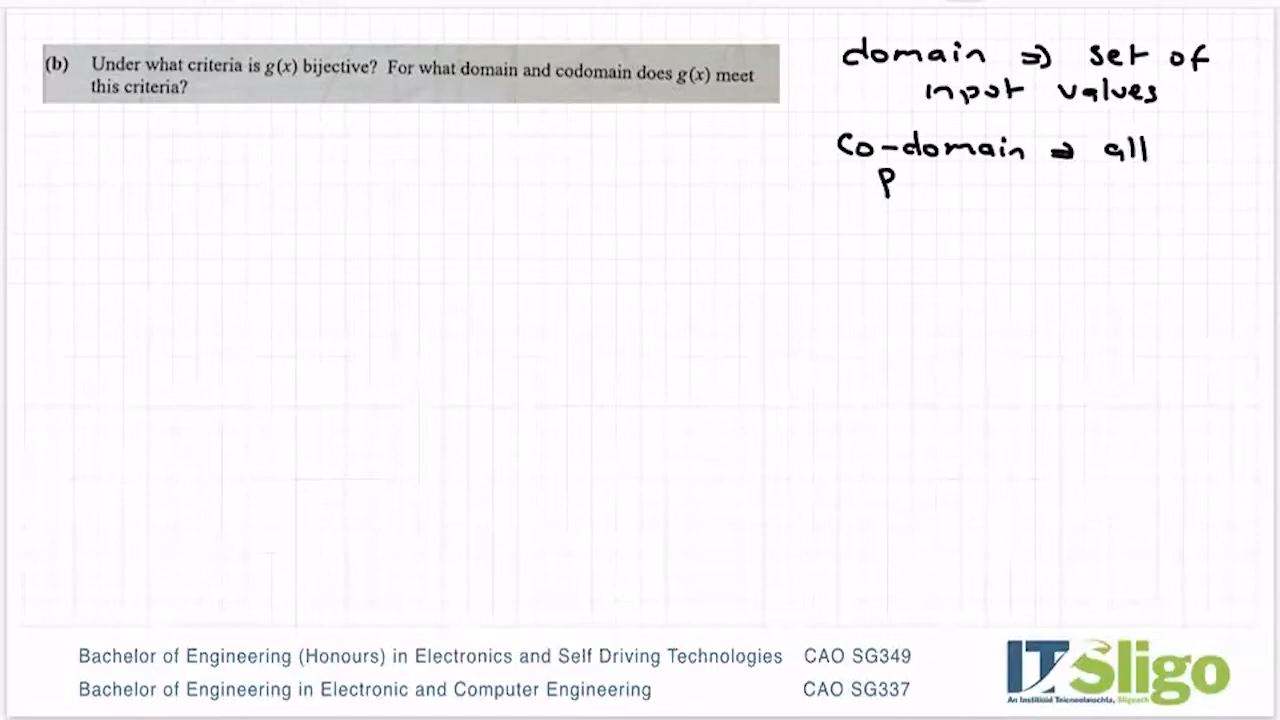 (b) Under what criteria is g(x) bijective? For what domain and codomain does g(x) meet
this criteria?
domain ⇒ set of
input values
Co-domain ⇒ all
P
Bachelor of Engineering (Honours) in Electronics and Self Driving Technologies CAO SG349
Bachelor of Engineering in Electronic and Computer Engineering CAO SG337
IT Sligo
An Institiúid Teicneolaíochta, Sligeach